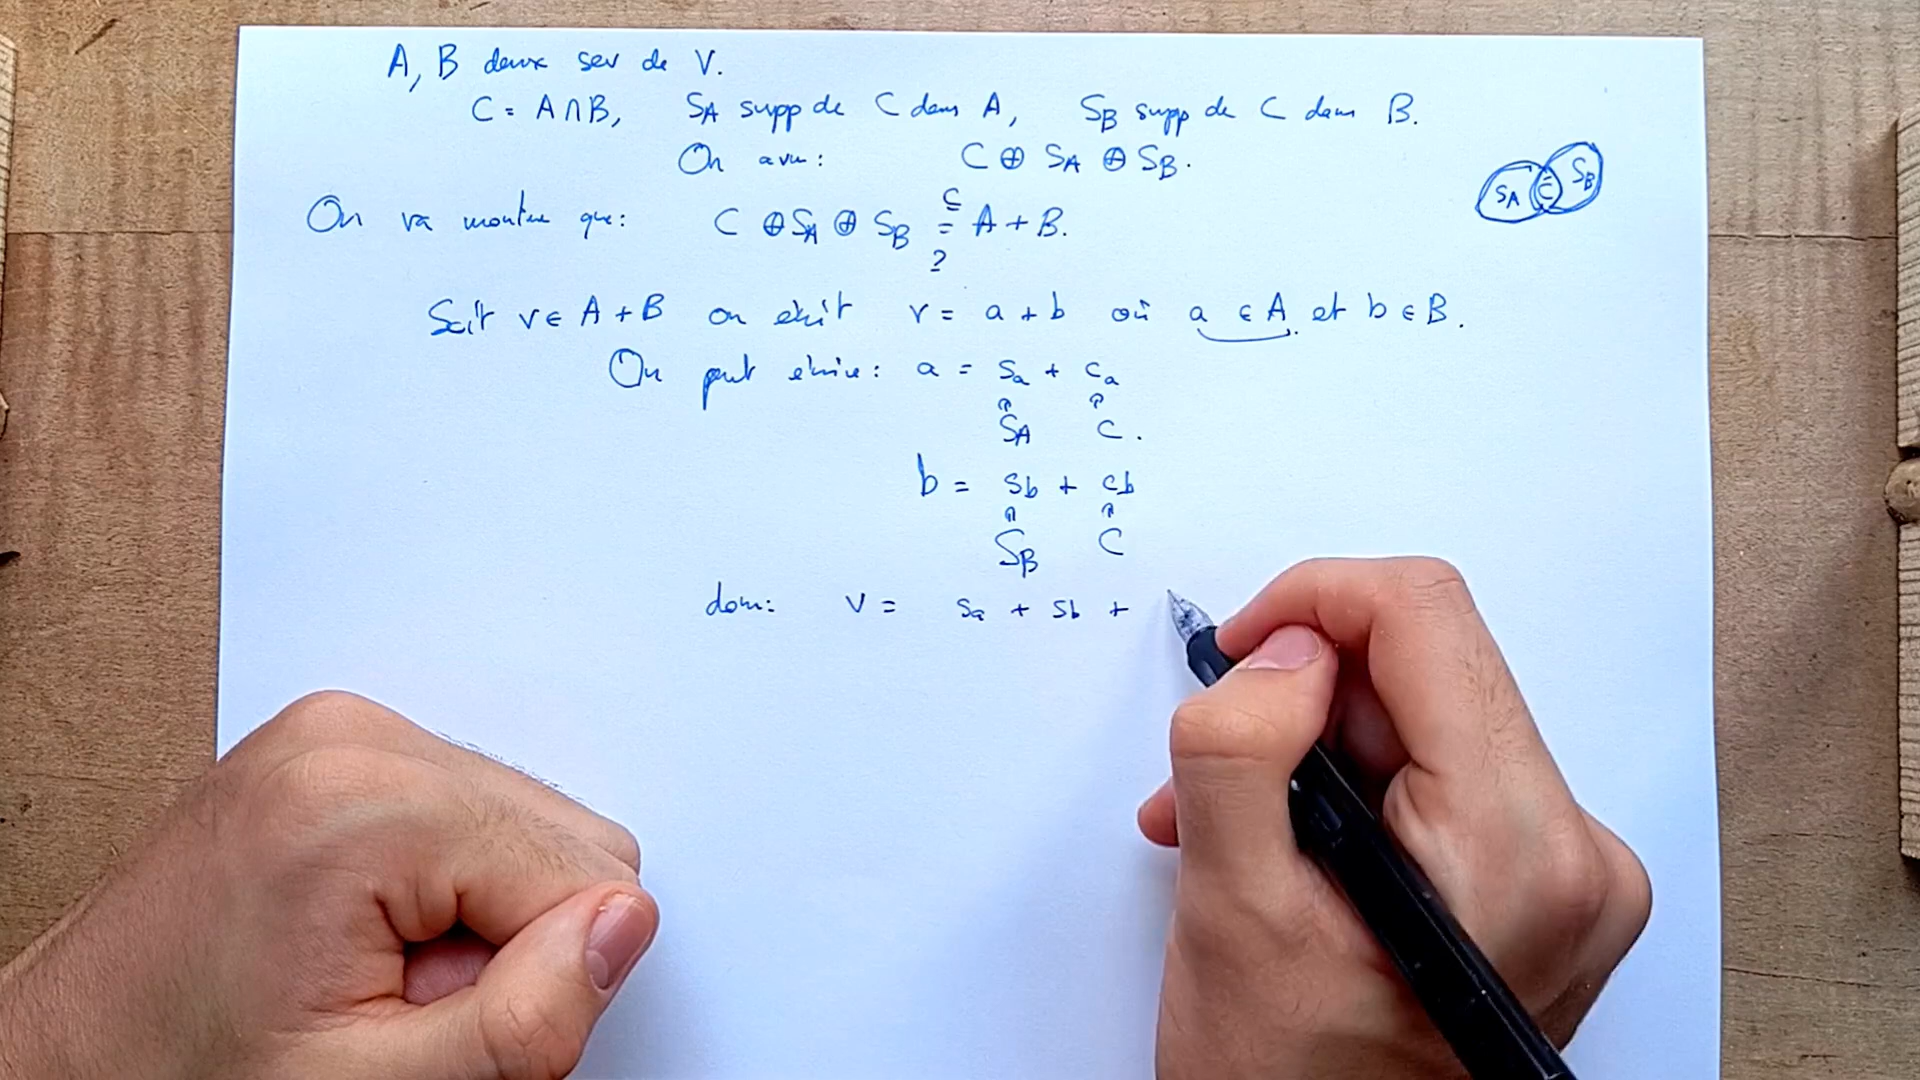 A, B deux sev de V.
C = A ∩ B, S_A supp de C dans A, S_B supp de C dans B.
On a vu : C ⊕ S_A ⊕ S_B.
S_A C S_B
On va montrer que : C ⊕ S_A ⊕ S_B = A + B.
⊆
?
Soit v ∈ A + B on écrit v = a + b où a ∈ A et b ∈ B.
On peut écrire : a = s_a + c_a
∩ ∩
S_A C.
b = s_b + c_b
∩ ∩
S_B C
donc : v = s_a + s_b +